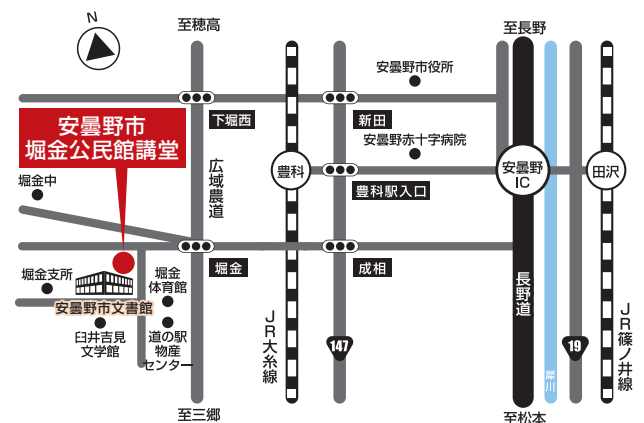 N
至穂高
至長野
安曇野市役所
下堀西
新田
安曇野市
堀金公民館講堂
安曇野赤十字病院
広域農道
豊科
安曇野
IC
田沢
堀金中
豊科駅入口
堀金
成相
堀金支所
堀金
体育館
長野道
安曇野市文書館
臼井吉見
文学館
道の駅
物産
センター
JR大糸線
147
19
犀川
JR篠ノ井線
至三郷
至松本